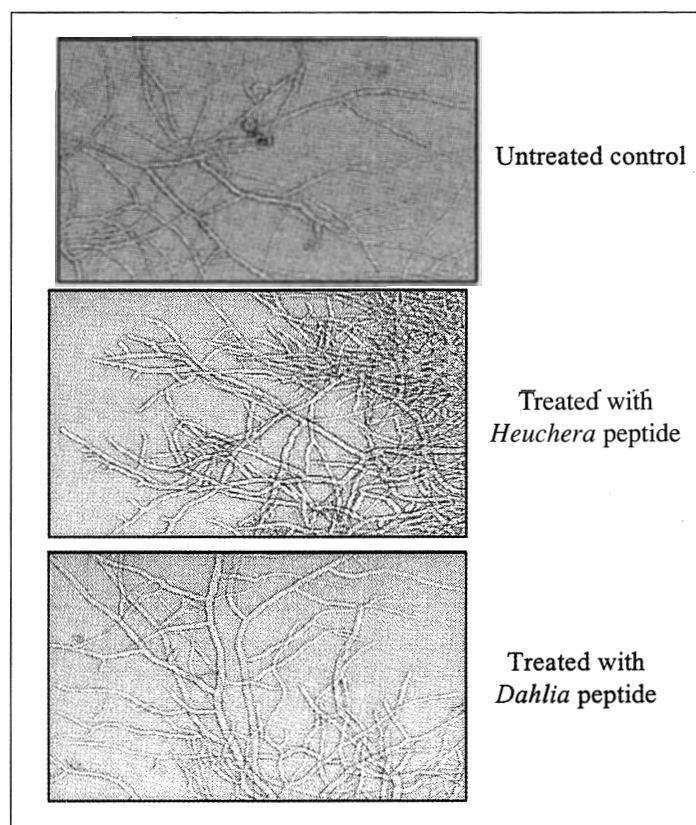 Untreated control
Treated with
Heuchera peptide
Treated with
Dahlia peptide